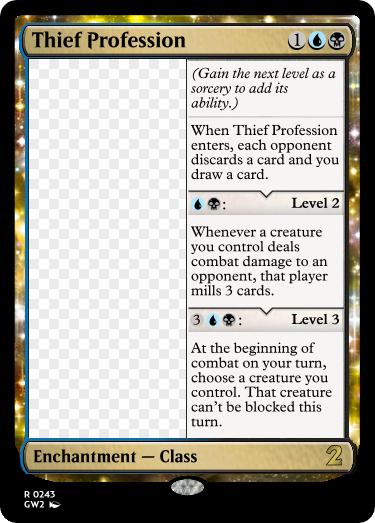 Thief Profession 1
(Gain the next level as a
sorcery to add its
ability.)
When Thief Profession
enters, each opponent
discards a card and you
draw a card.
: Level 2
Whenever a creature
you control deals
combat damage to an
opponent, that player
mills 3 cards.
3 : Level 3
At the beginning of
combat on your turn,
choose a creature you
control. That creature
can't be blocked this
turn.
Enchantment — Class 2
R 0243
GW2